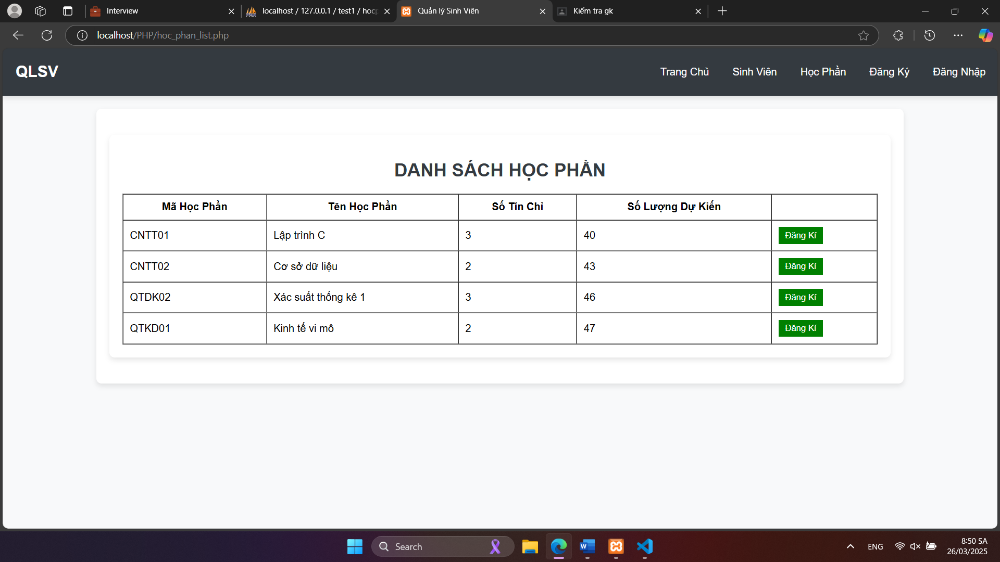 Interview
localhost / 127.0.0.1 / test1 / hocp
Quản lý Sinh Viên
Kiểm tra gk
localhost/PHP/hoc_phan_list.php
QLSV
Trang Chủ
Sinh Viên
Học Phần
Đăng Ký
Đăng Nhập
DANH SÁCH HỌC PHẦN
Mã Học Phần Tên Học Phần Số Tín Chỉ Số Lượng Dự Kiến
CNTT01 Lập trình C 3 40 Đăng Kí
CNTT02 Cơ sở dữ liệu 2 43 Đăng Kí
QTDK02 Xác suất thống kê 1 3 46 Đăng Kí
QTKD01 Kinh tế vi mô 2 47 Đăng Kí
Search
ENG
8:50 SA
26/03/2025